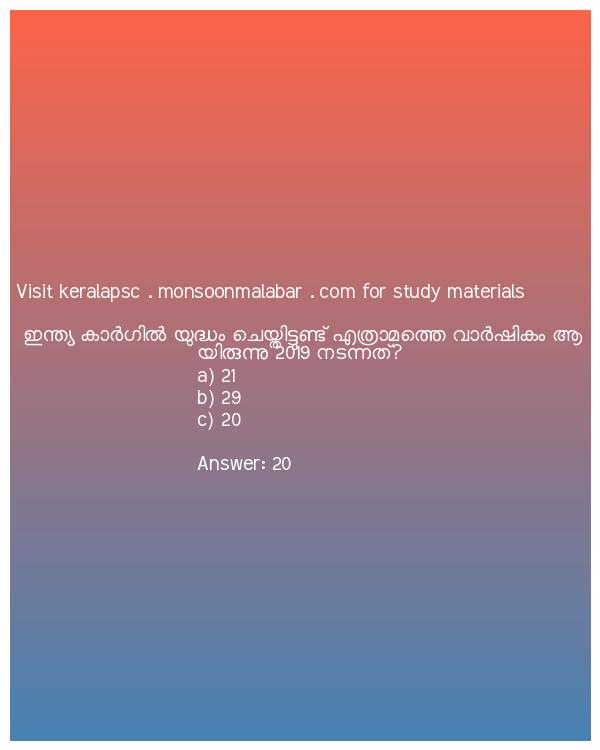 Visit keralapsc . monsoonmalabar . com for study materials
ഇന്ത്യ കാർഗിൽ യുദ്ധം ചെയ്തിട്ടുണ്ട് എത്രാമത്തെ വാർഷികം ആ
യിരുന്നു 2019 നടന്നത്?
a) 21
b) 29
c) 20
Answer: 20